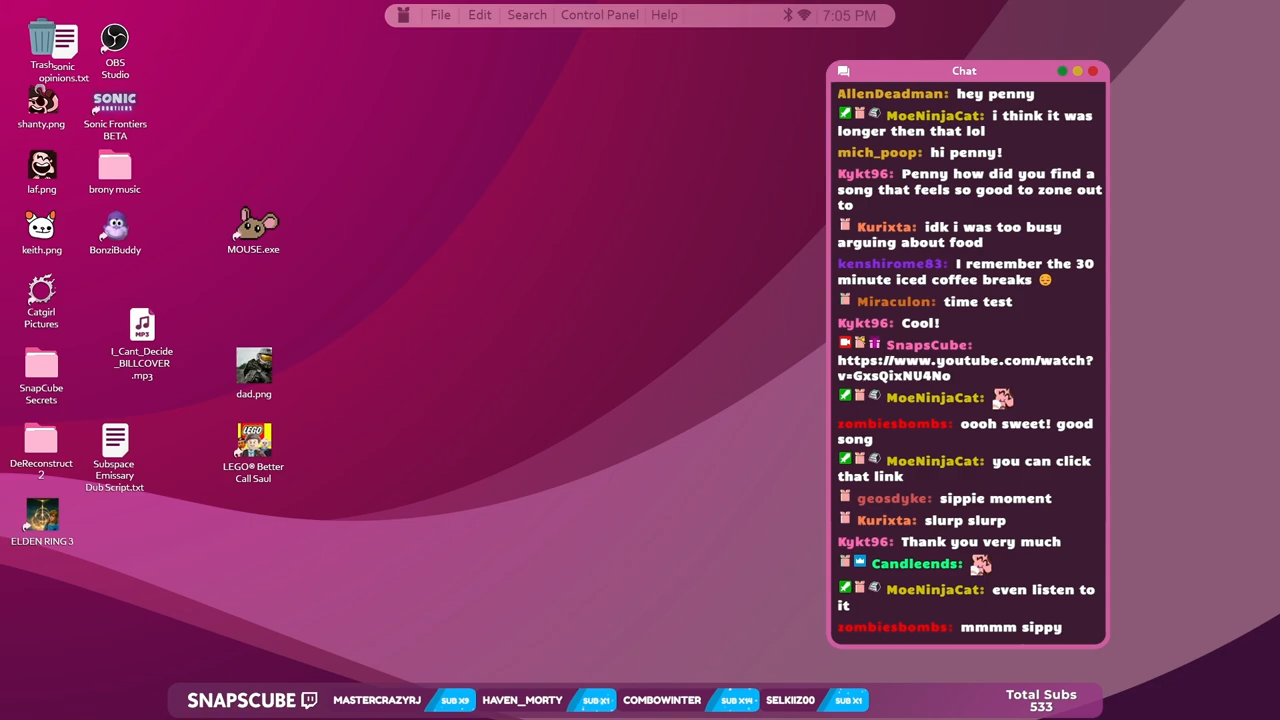 File Edit Search Control Panel Help 7:05 PM
Trash
sonic
opinions.txt
OBS
Studio
shanty.png
SONIC
FRONTIERS
Sonic Frontiers
BETA
laf.png
brony music
keith.png
BonziBuddy
MOUSE.exe
Catgirl
Pictures
MP3
I_Cant_Decide
_BILLCOVER
.mp3
SnapCube
Secrets
dad.png
DeReconstruct
2
Subspace
Emissary
Dub Script.txt
LEGO
LEGO® Better
Call Saul
ELDEN RING 3
Chat
AllenDeadman: hey penny
MoeNinjaCat: i think it was
longer then that lol
mich_poop: hi penny!
Kykt96: Penny how did you find a
song that feels so good to zone out
to
Kurixta: idk i was too busy
arguing about food
kenshirome83: I remember the 30
minute iced coffee breaks 😔
Miraculon: time test
Kykt96: Cool!
SnapsCube:
https://www.youtube.com/watch?
v=GxsQixNU4No
MoeNinjaCat:
zombiesbombs: oooh sweet! good
song
MoeNinjaCat: you can click
that link
geosdyke: sippie moment
Kurixta: slurp slurp
Kykt96: Thank you very much
Candleends:
MoeNinjaCat: even listen to
it
zombiesbombs: mmmm sippy
SNAPSCUBE MASTERCRAZYRJ SUB X9 HAVEN_MORTY SUB X1 COMBOWINTER SUB X14 SELKIIZ00 SUB X1
Total Subs
533